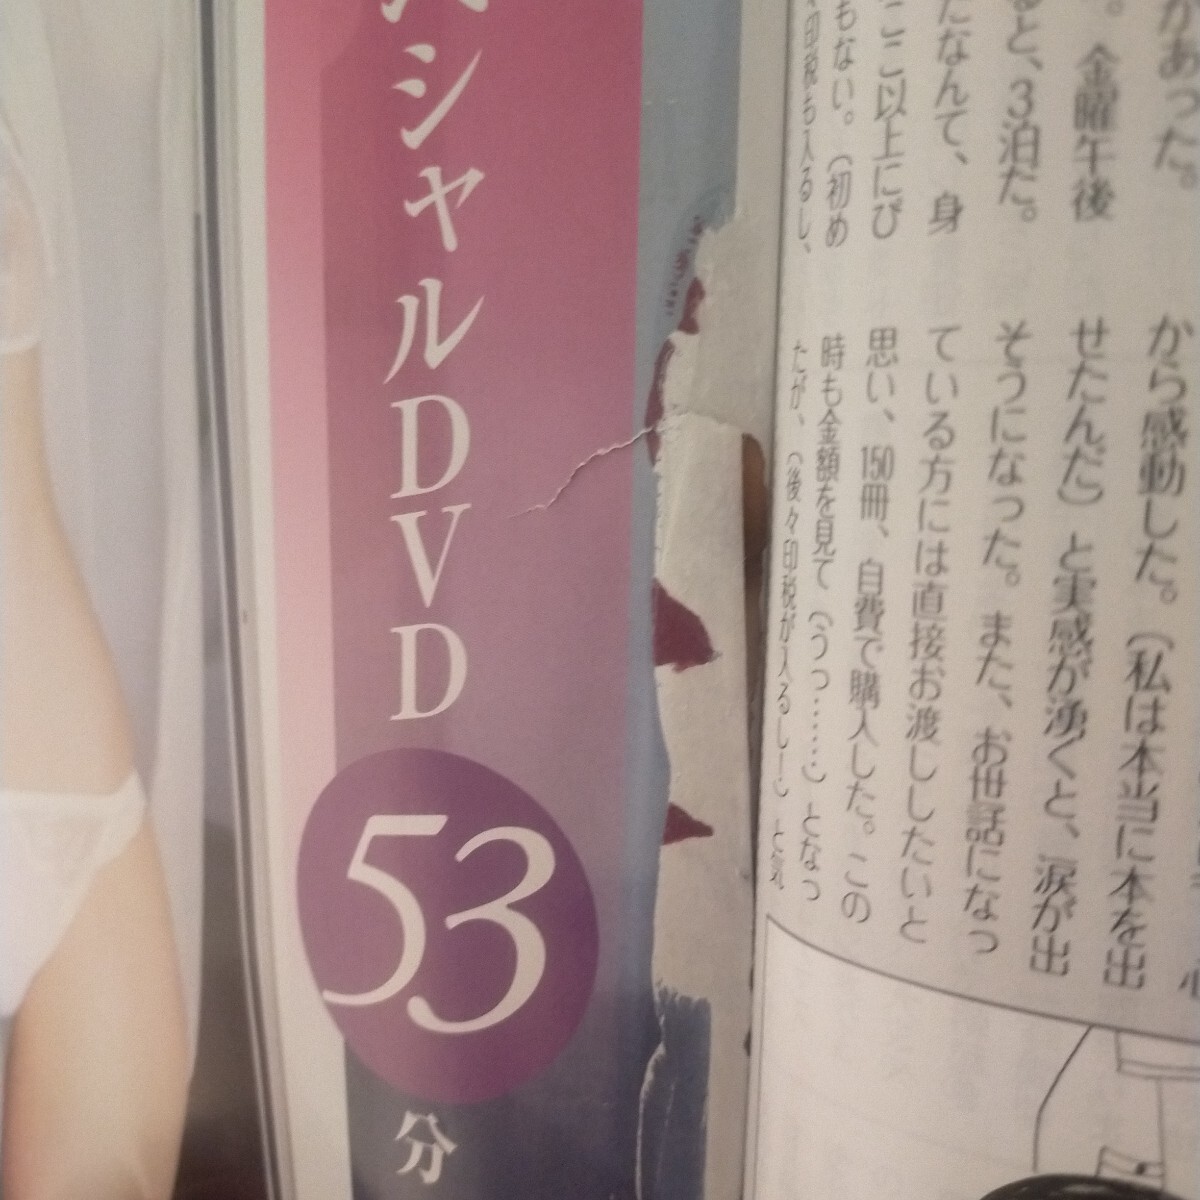 シャルDVD
53
分
があった。
。金曜午後
ると、3泊だ。
たなんて、身
ここ以上にび
もない。（初め
印税も入るし、
から感動した。（私は本当に本を出
せたんだ）と実感が湧くと、涙が出
そうになった。また、お世話になっ
ている方には直接お渡ししたいと
思い、150冊、自費で購入した。この
時も金額を見て（うっ……）となっ
たが、（後々印税が入るし！）と気